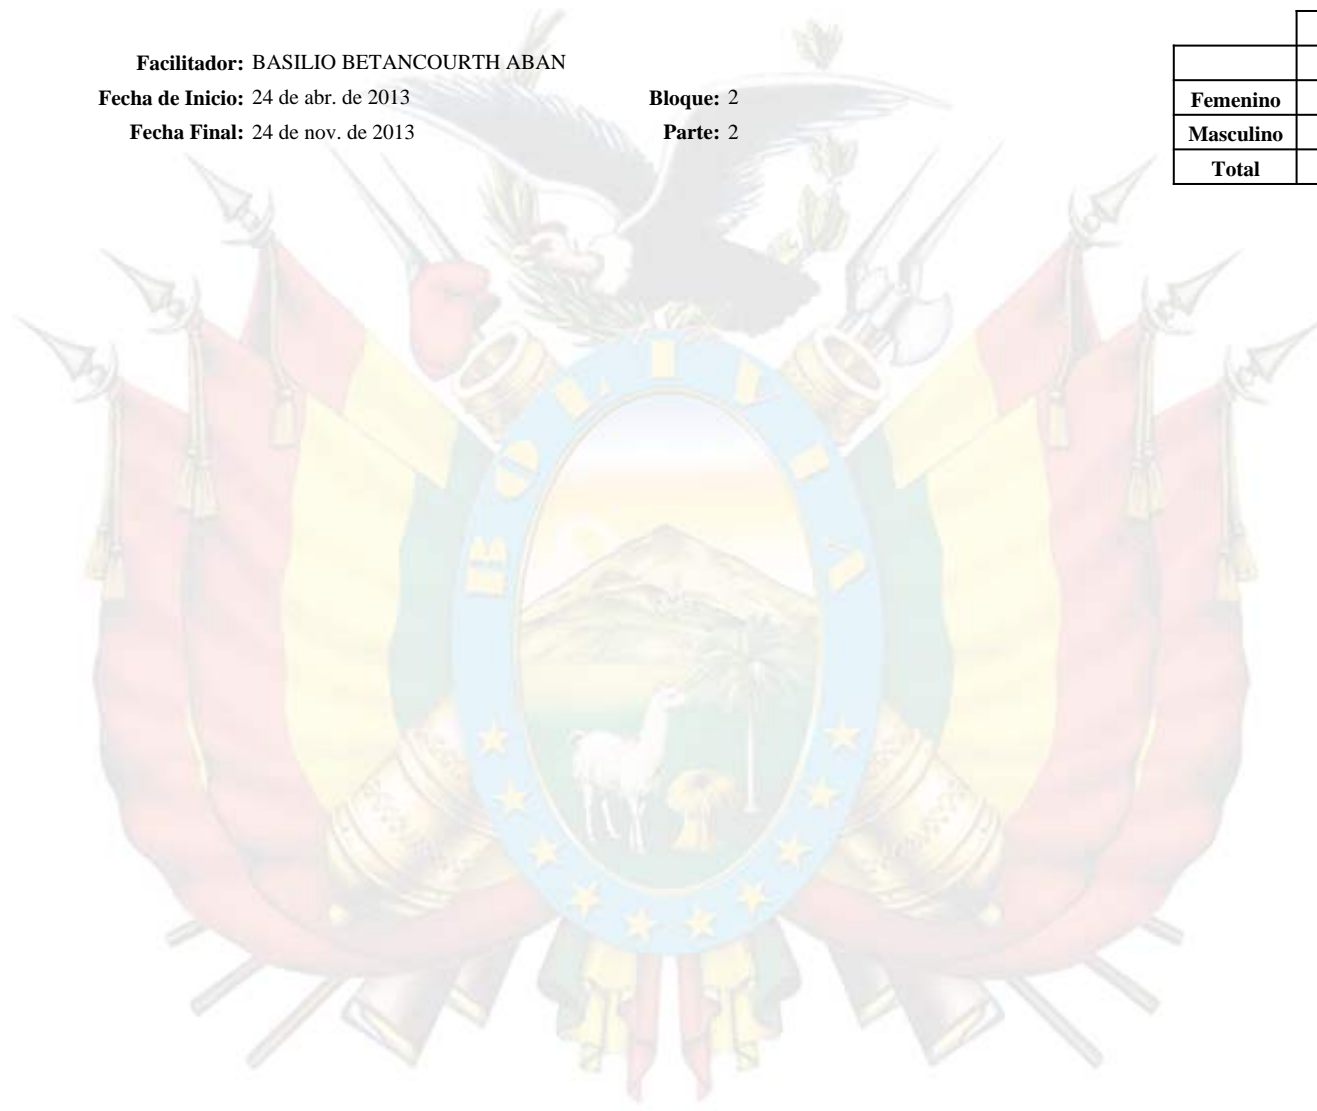 Facilitador: BASILIO BETANCOURTH ABAN
Fecha de Inicio: 24 de abr. de 2013 Bloque: 2
Fecha Final: 24 de nov. de 2013 Parte: 2
Femenino
Masculino
Total
BOLIVIA